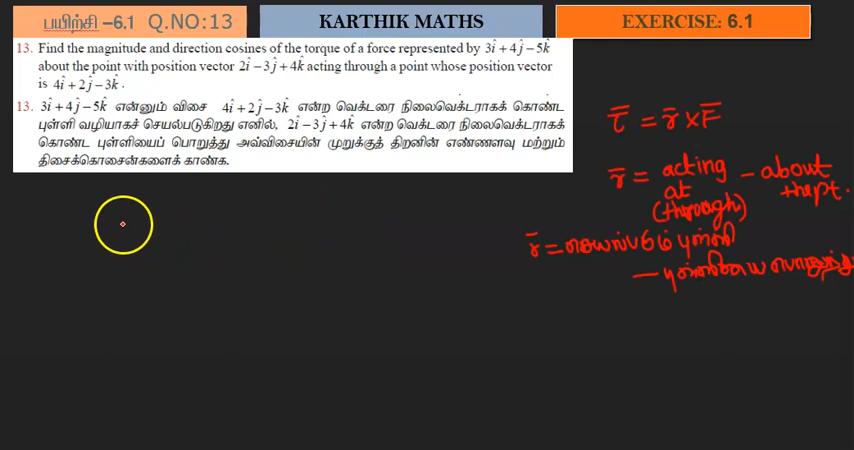 பயிற்சி –6.1 Q.NO:13
KARTHIK MATHS
EXERCISE: 6.1
13. Find the magnitude and direction cosines of the torque of a force represented by 3î + 4ĵ − 5k̂
about the point with position vector 2î − 3ĵ + 4k̂ acting through a point whose position vector
is 4î + 2ĵ − 3k̂ .
13. 3î + 4ĵ − 5k̂ என்னும் விசை 4î + 2ĵ − 3k̂ என்ற வெக்டரை நிலைவெக்டராகக் கொண்ட
புள்ளி வழியாகச் செயல்படுகிறது எனில், 2î − 3ĵ + 4k̂ என்ற வெக்டரை நிலைவெக்டராகக்
கொண்ட புள்ளியைப் பொறுத்து அவ்விசையின் முறுக்குத் திறனின் எண்ணளவு மற்றும்
திசைக்கொசைன்களைக் காண்க.
τ̅ = r̅ × F̅
r̅ = acting – about
at the pt.
(through)
r̅ = செயல்படும் புள்ளி